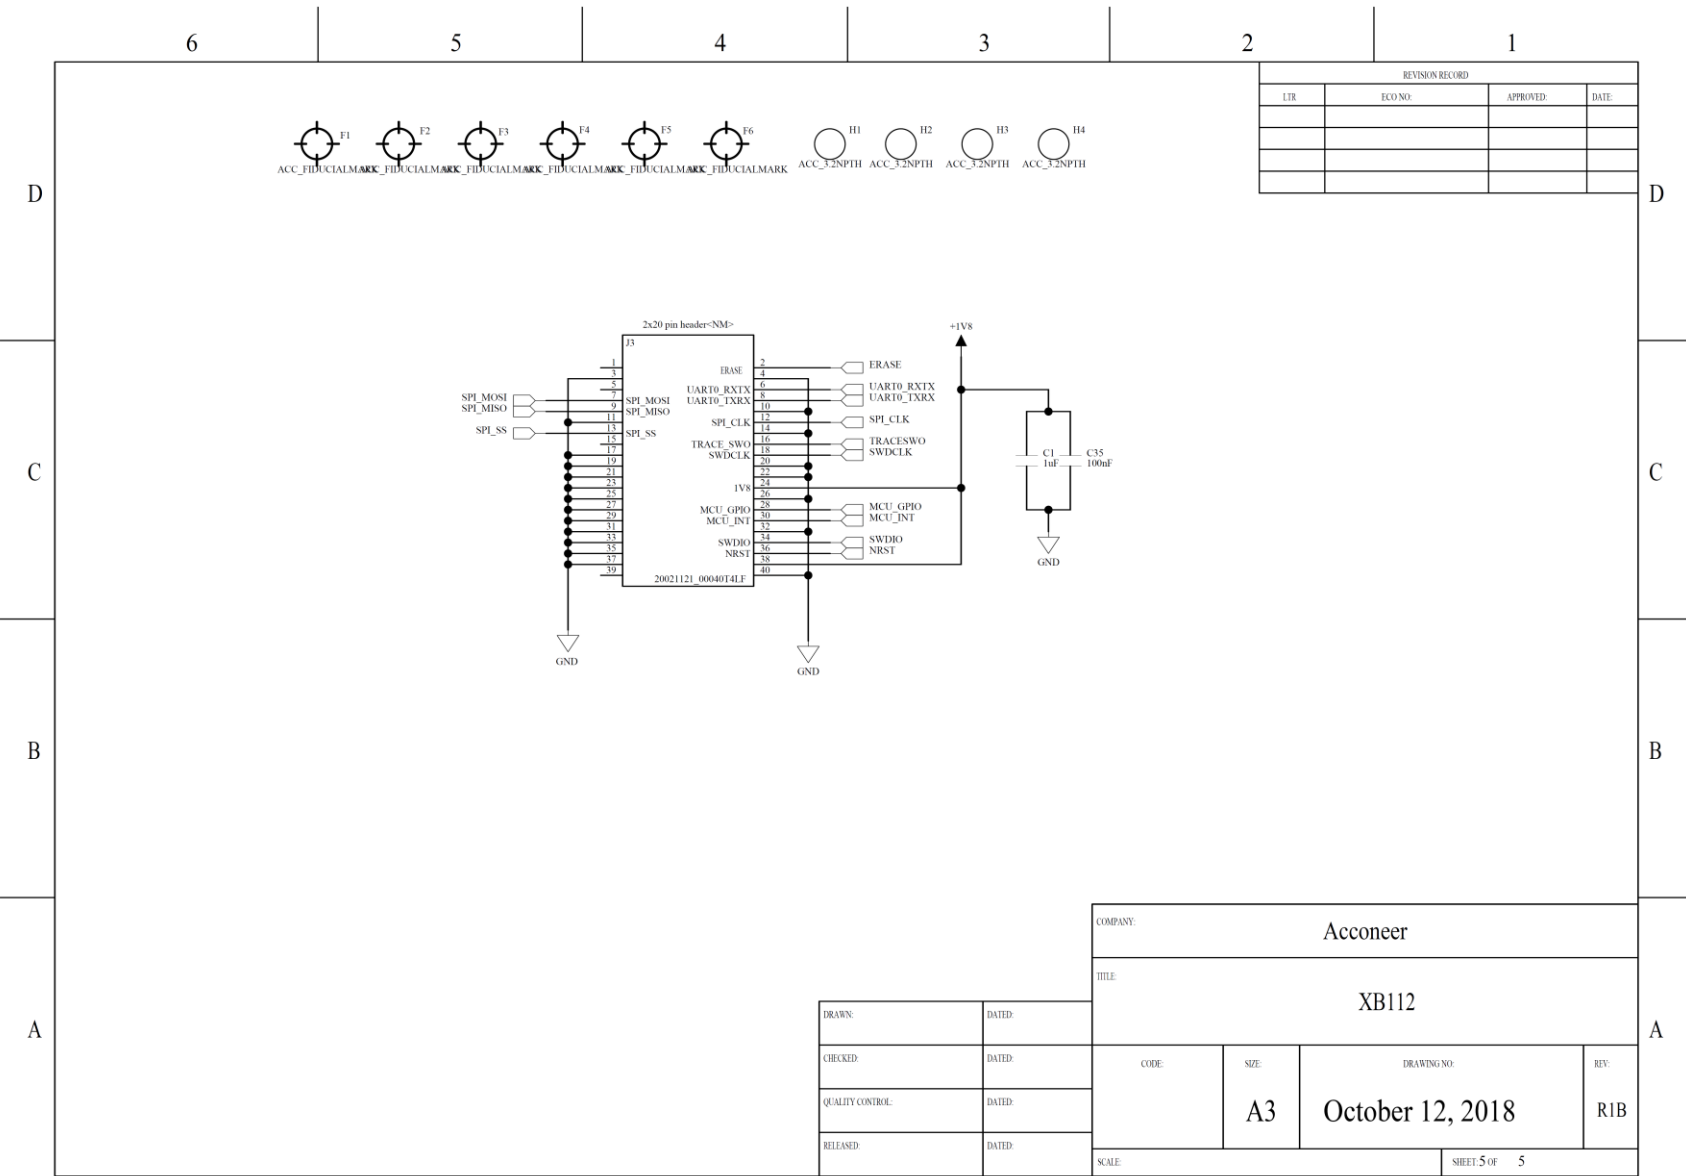 6 5 4 3 2 1
REVISION RECORD
LTR ECO NO: APPROVED: DATE:
F1 F2 F3 F4 F5 F6 H1 H2 H3 H4
ACC_FIDUCIALMARK ACC_FIDUCIALMARK ACC_FIDUCIALMARK ACC_FIDUCIALMARK ACC_FIDUCIALMARK ACC_FIDUCIALMARK ACC_3.2NPTH ACC_3.2NPTH ACC_3.2NPTH ACC_3.2NPTH
D D
2x20 pin header<NM>
+1V8
J3
1 2
ERASE ERASE
3 4
5 6
UART0_RXTX UART0_RXTX
SPI_MOSI 7 SPI_MOSI UART0_TXRX 8 UART0_TXRX
SPI_MISO 9 SPI_MISO 10
11 SPI_CLK 12 SPI_CLK
SPI_SS 13 SPI_SS 14
15 TRACE_SWO 16 TRACESWO
17 SWDCLK 18 SWDCLK
19 20
21 22
23 1V8 24
25 26
27 MCU_GPIO 28 MCU_GPIO
29 MCU_INT 30 MCU_INT
31 32
33 SWDIO 34 SWDIO
35 NRST 36 NRST
37 38
39 40
20021121_00040T4LF
C1 C35
1uF 100nF
GND
GND
GND
C C
B B
A A
COMPANY:
Acconeer
TITLE:
XB112
DRAWN: DATED:
CHECKED: DATED:
QUALITY CONTROL: DATED:
RELEASED: DATED:
CODE: SIZE: DRAWING NO: REV:
A3 October 12, 2018 R1B
SCALE: SHEET: 5 OF 5